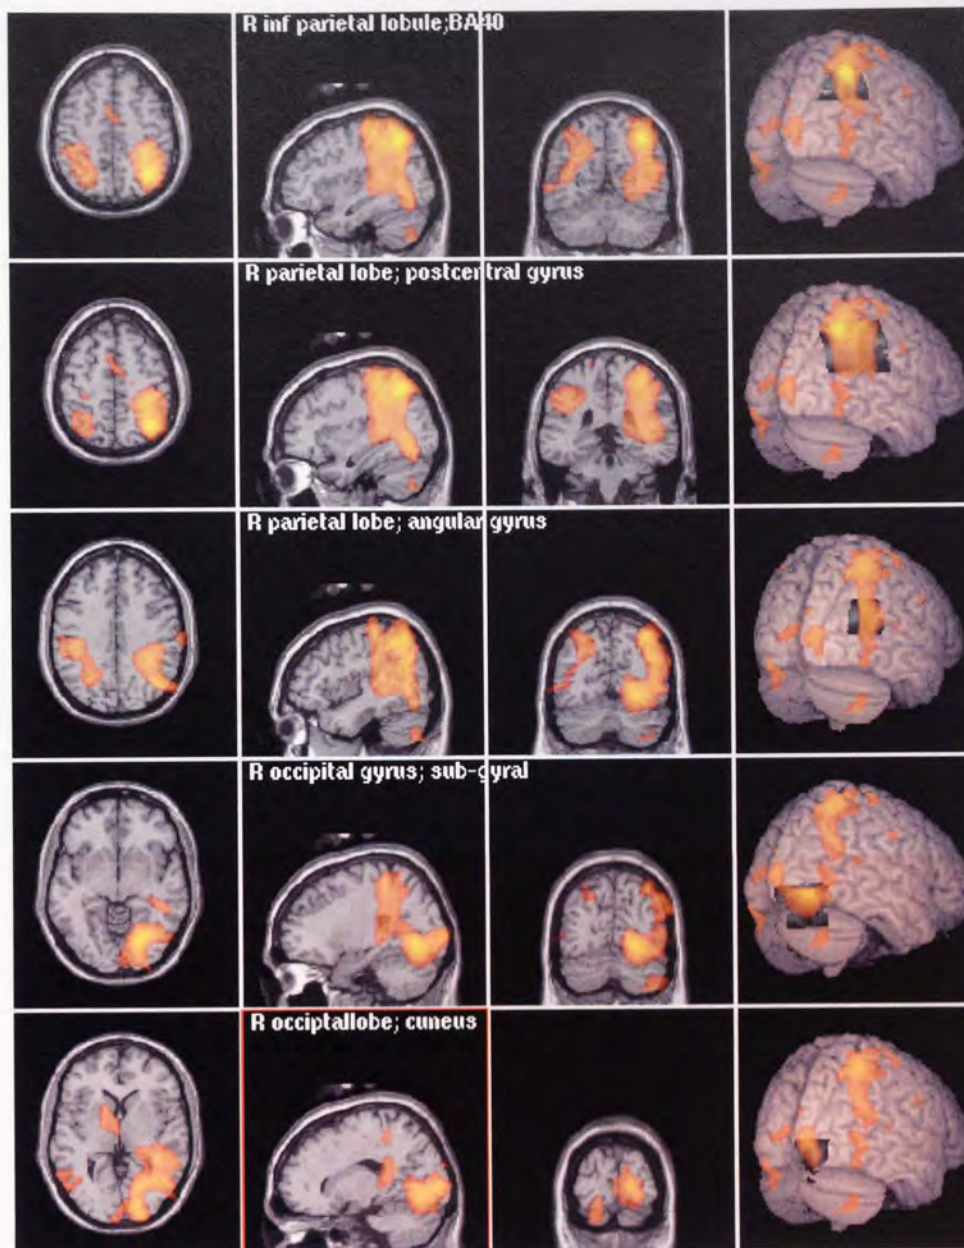 R inf parietal lobule;BA40
R parietal lobe; postcentral gyrus
R parietal lobe; angular gyrus
R occipital gyrus; sub-gyral
R occiptallobe; cuneus